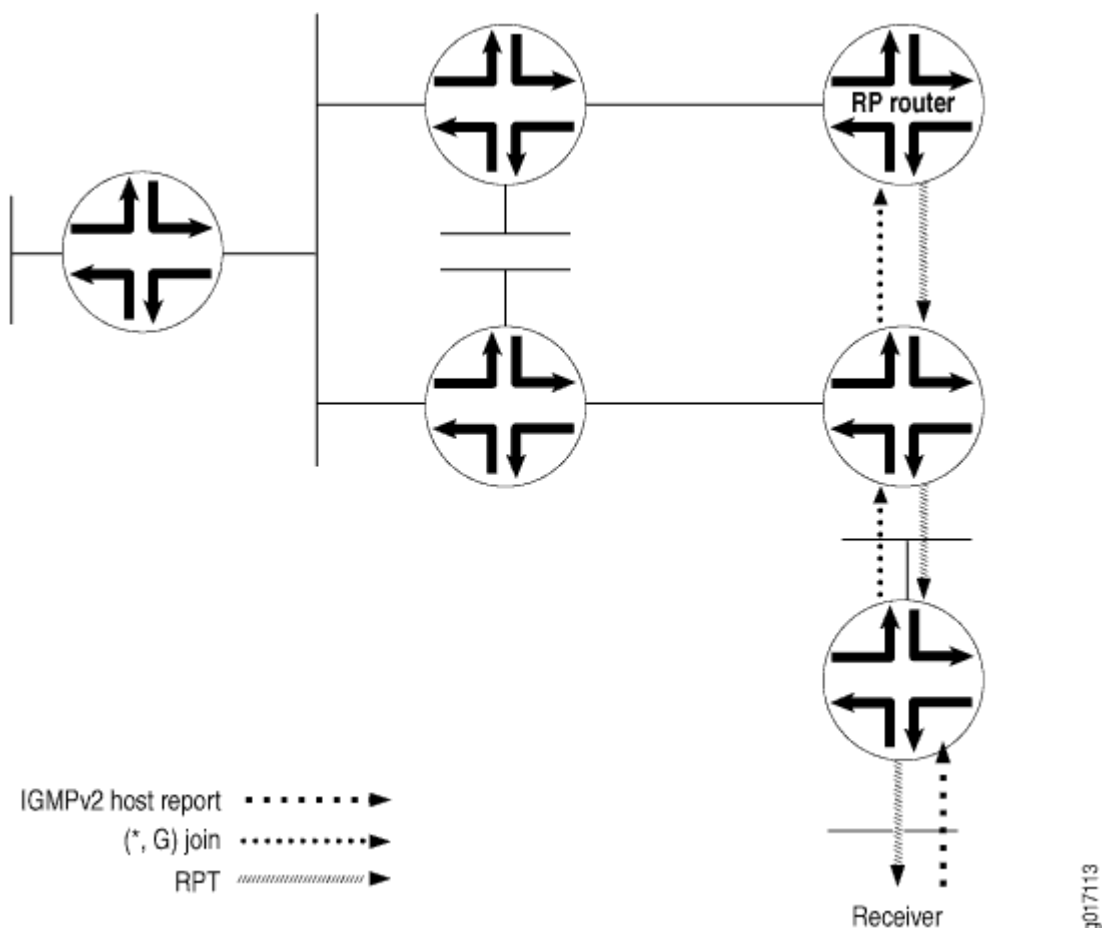 RP router
IGMPv2 host report
(*, G) join
RPT
Receiver
g017113